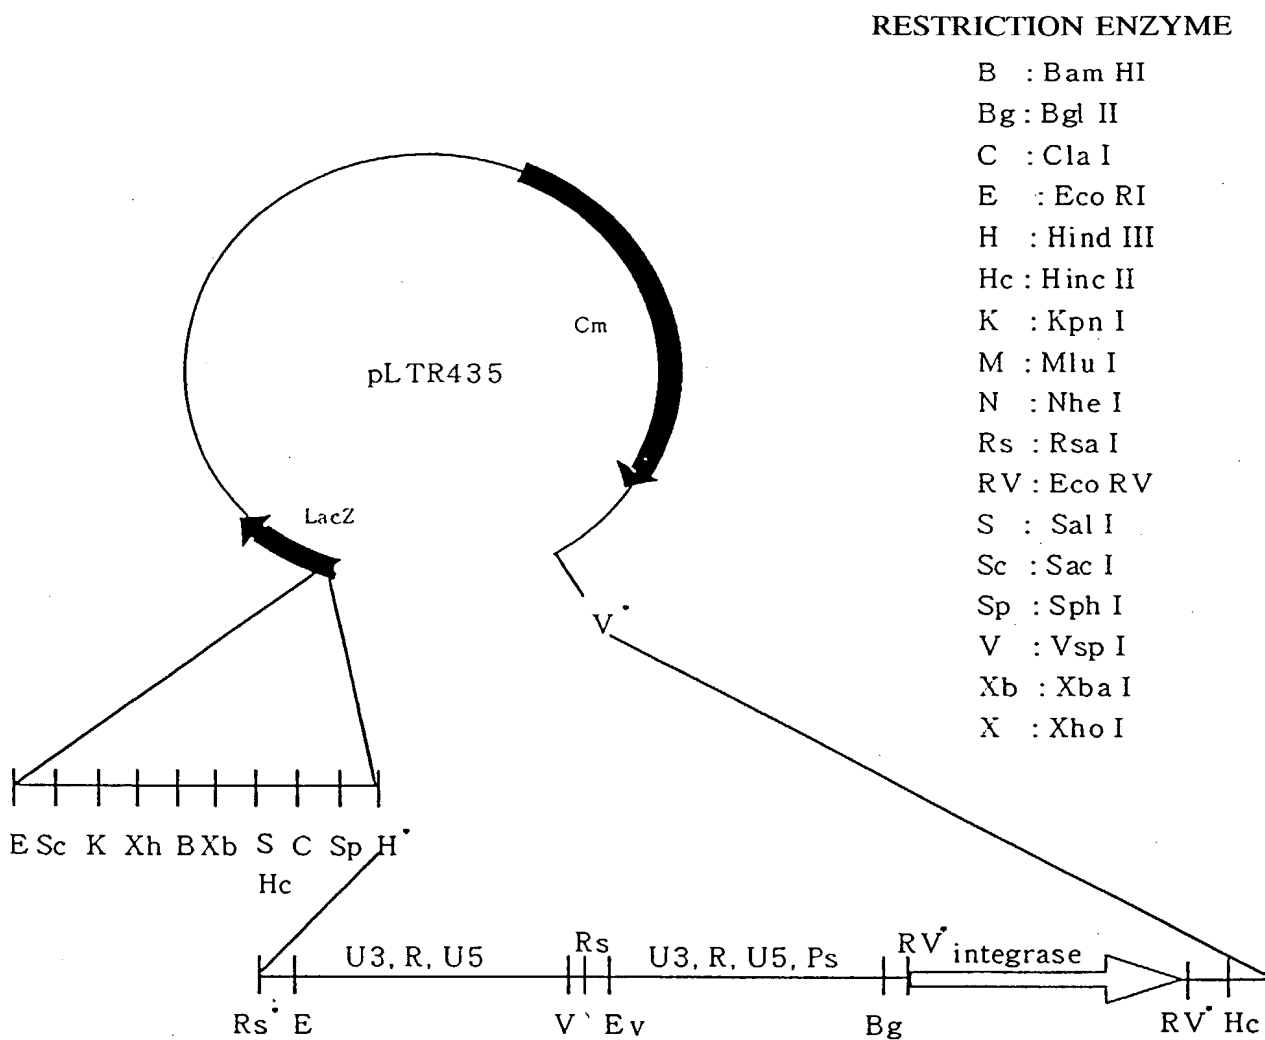 RESTRICTION ENZYME
B : Bam HI
Bg : Bgl II
C : Cla I
E : Eco RI
H : Hind III
Hc : Hinc II
K : Kpn I
M : Mlu I
N : Nhe I
Rs : Rsa I
RV : Eco RV
S : Sal I
Sc : Sac I
Sp : Sph I
V : Vsp I
Xb : Xba I
X : Xho I
Cm
pLTR435
LacZ
V*
E Sc K Xh B Xb S C Sp H*
Hc
U3, R, U5 Rs U3, R, U5, Ps RV* integrase
Rs* E V Ev Bg RV* Hc